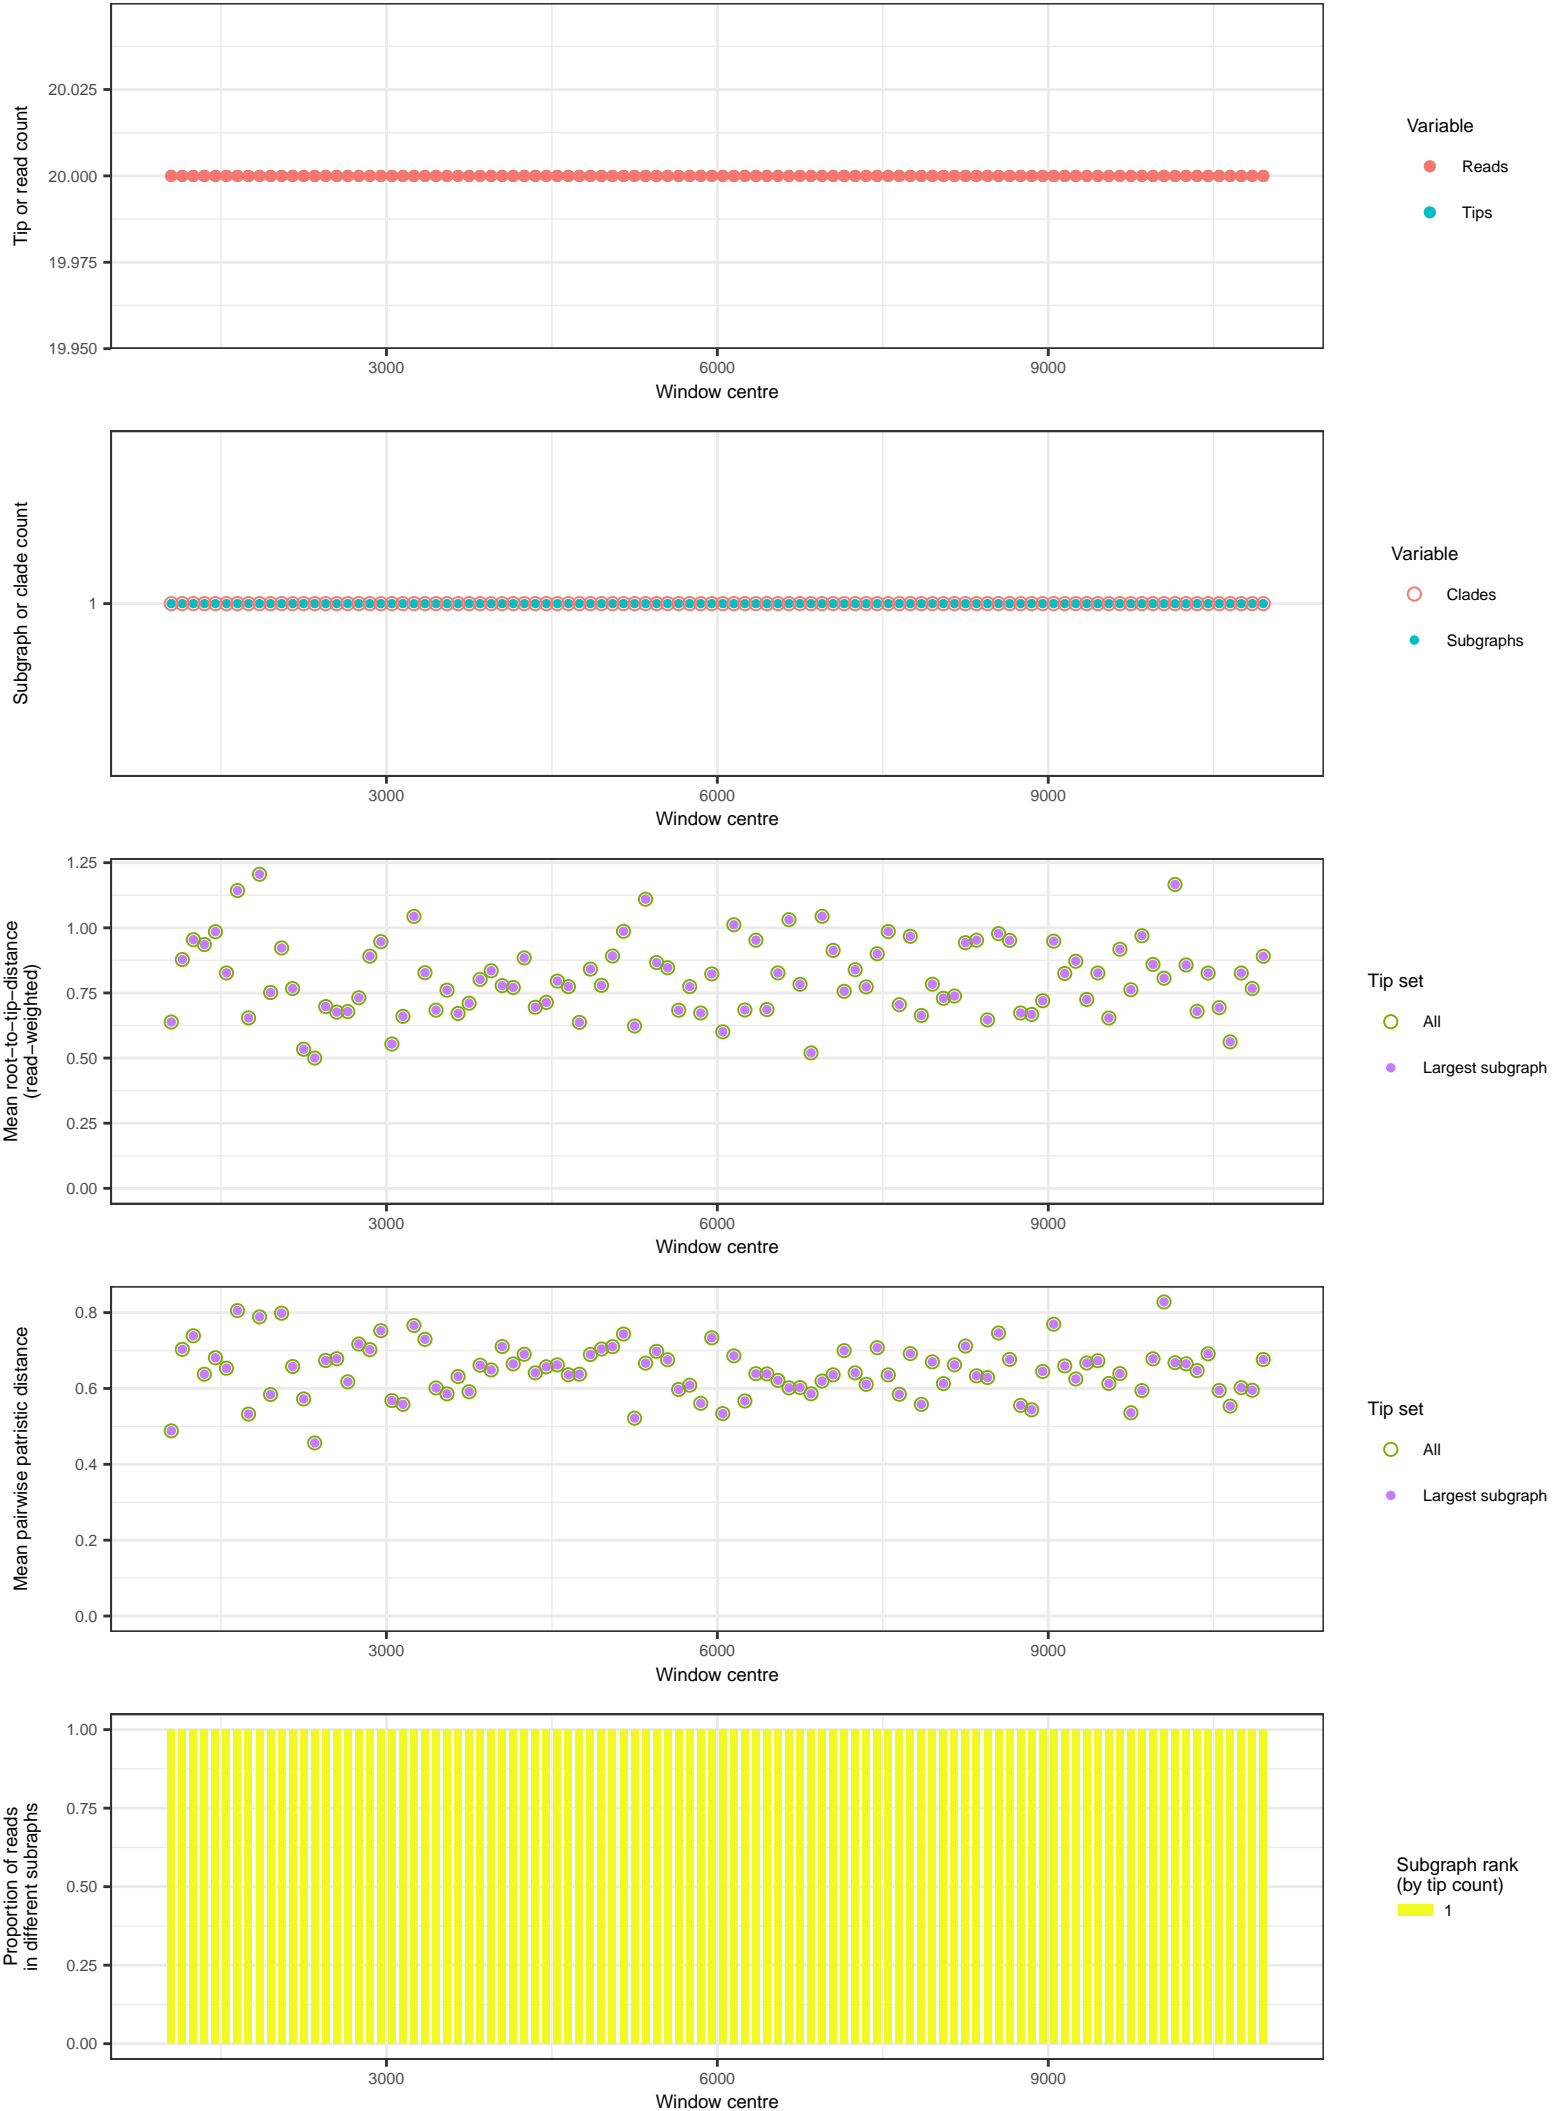 Tip or read count
20.025
20.000
19.975
19.950
3000 6000 9000
Window centre
Variable
Reads
Tips
Subgraph or clade count
1
3000 6000 9000
Window centre
Variable
Clades
Subgraphs
Mean root−to−tip−distance
(read−weighted)
1.25
1.00
0.75
0.50
0.25
0.00
3000 6000 9000
Window centre
Tip set
All
Largest subgraph
Mean pairwise patristic distance
0.8
0.6
0.4
0.2
0.0
3000 6000 9000
Window centre
Tip set
All
Largest subgraph
Proportion of reads
in different subraphs
1.00
0.75
0.50
0.25
0.00
3000 6000 9000
Window centre
Subgraph rank
(by tip count)
1